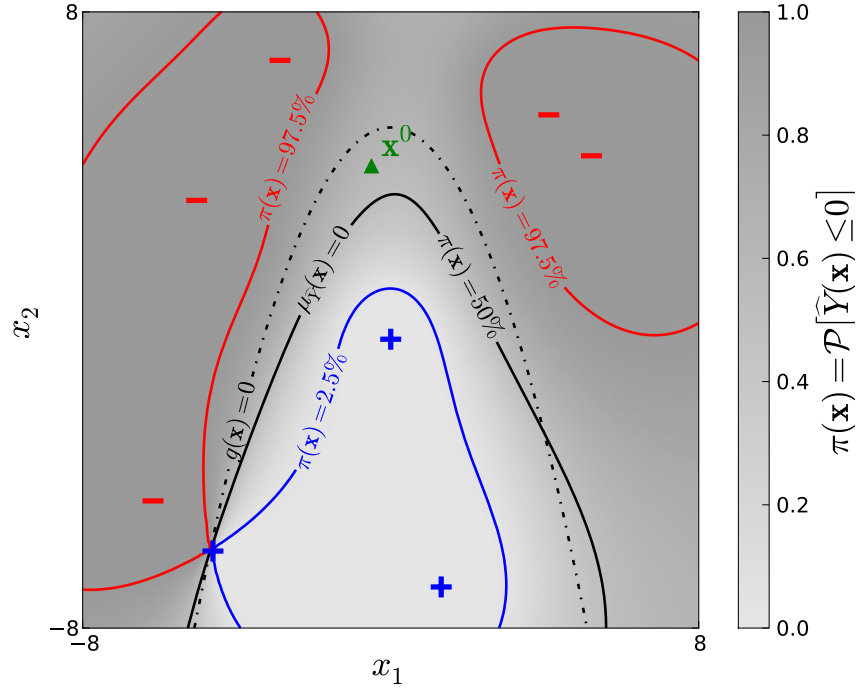 8
x₂
−8
−8
8
x₁
π(x)=97.5%
π(x)=97.5%
x⁰
μ_Ŷ(x)=0
π(x)=50%
g(x)=0
π(x)=2.5%
1.0
0.8
0.6
0.4
0.2
0.0
π(x)=𝒫[Ŷ(x)≤0]